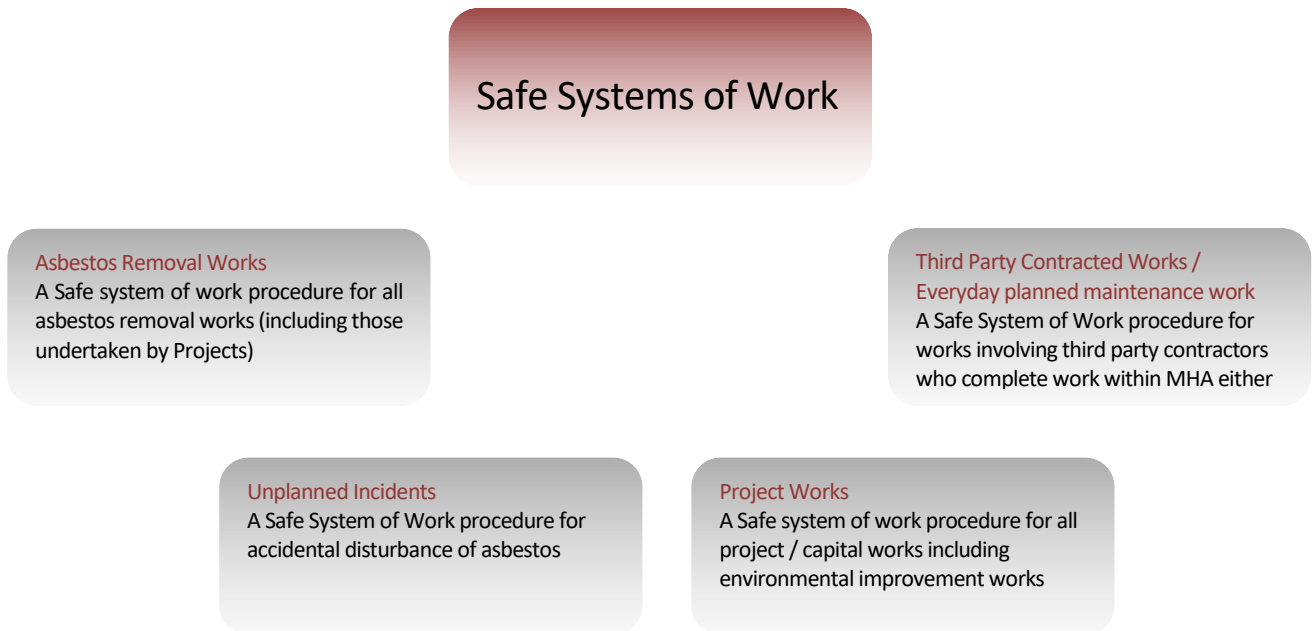 Safe Systems of Work
Asbestos Removal Works
A Safe system of work procedure for all
asbestos removal works (including those
undertaken by Projects)
Third Party Contracted Works /
Everyday planned maintenance work
A Safe System of Work procedure for
works involving third party contractors
who complete work within MHA either
Unplanned Incidents
A Safe System of Work procedure for
accidental disturbance of asbestos
Project Works
A Safe system of work procedure for all
project / capital works including
environmental improvement works